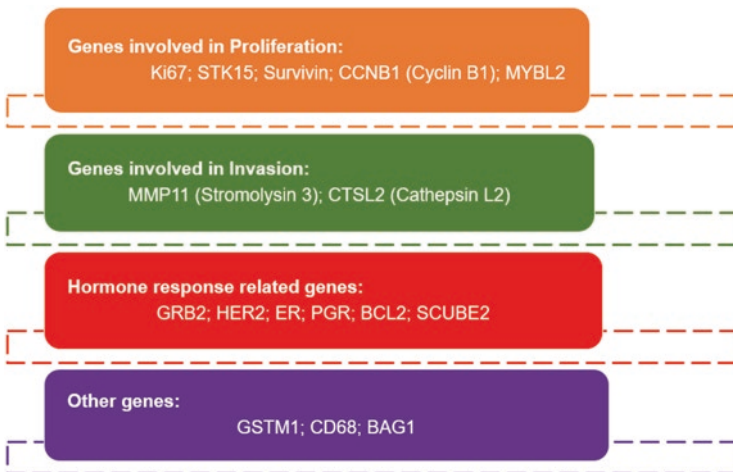 Genes involved in Proliferation:
Ki67; STK15; Survivin; CCNB1 (Cyclin B1); MYBL2
Genes involved in Invasion:
MMP11 (Stromolysin 3); CTSL2 (Cathepsin L2)
Hormone response related genes:
GRB2; HER2; ER; PGR; BCL2; SCUBE2
Other genes:
GSTM1; CD68; BAG1